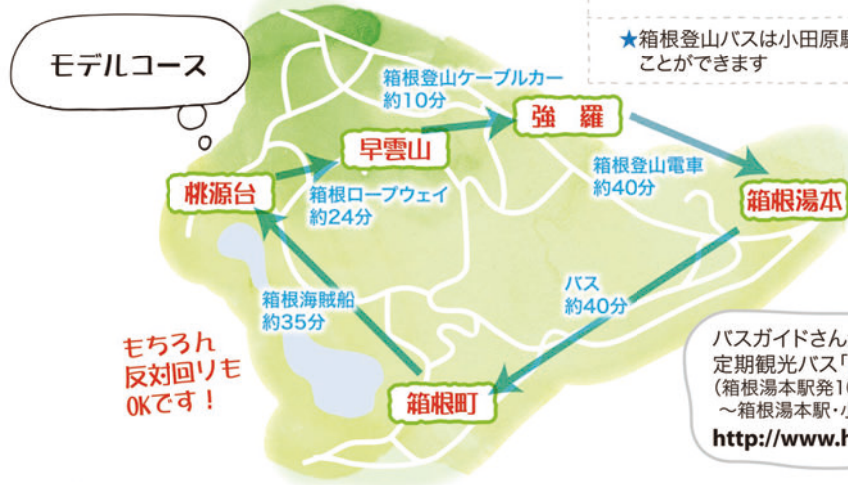 モデルコース
★箱根登山バスは小田原駅
ことができます
箱根登山ケーブルカー
約10分
強 羅
早雲山
箱根登山電車
約40分
桃源台
箱根ロープウェイ
約24分
箱根湯本
箱根海賊船
約35分
バス
約40分
もちろん
反対回りも
OKです！
箱根町
バスガイドさん
定期観光バス「
（箱根湯本駅発1
～箱根湯本駅・小
http://www.h